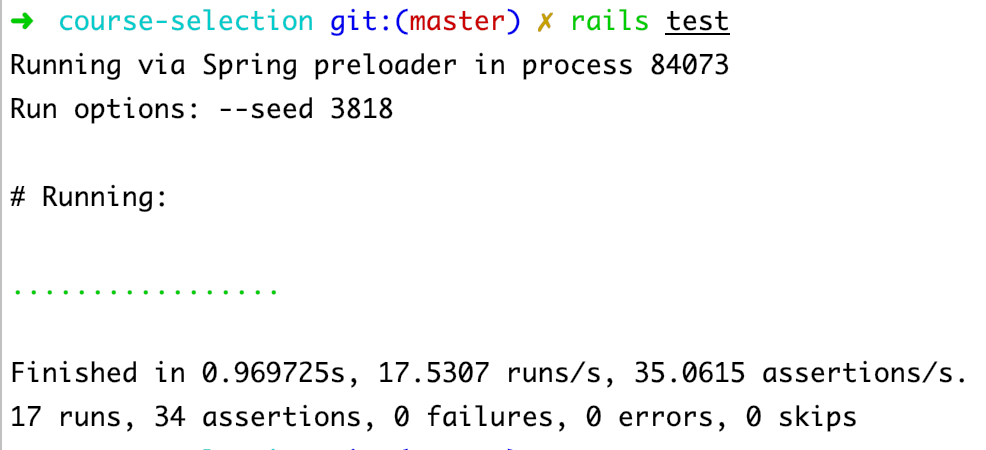 ➜ course-selection git:(master) ✗ rails test
Running via Spring preloader in process 84073
Run options: --seed 3818
# Running:
.................
Finished in 0.969725s, 17.5307 runs/s, 35.0615 assertions/s.
17 runs, 34 assertions, 0 failures, 0 errors, 0 skips